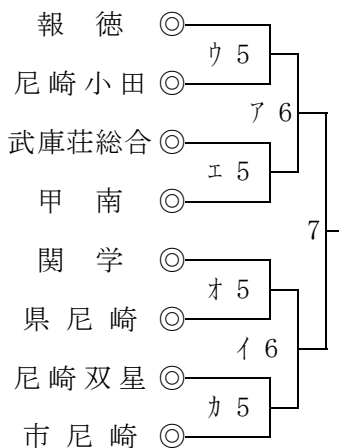 報 徳 ◎
ウ 5
尼崎小田 ◎
ア 6
武庫荘総合 ◎
エ 5
甲 南 ◎
7
関 学 ◎
オ 5
県 尼 崎 ◎
イ 6
尼崎双星 ◎
カ 5
市 尼 崎 ◎